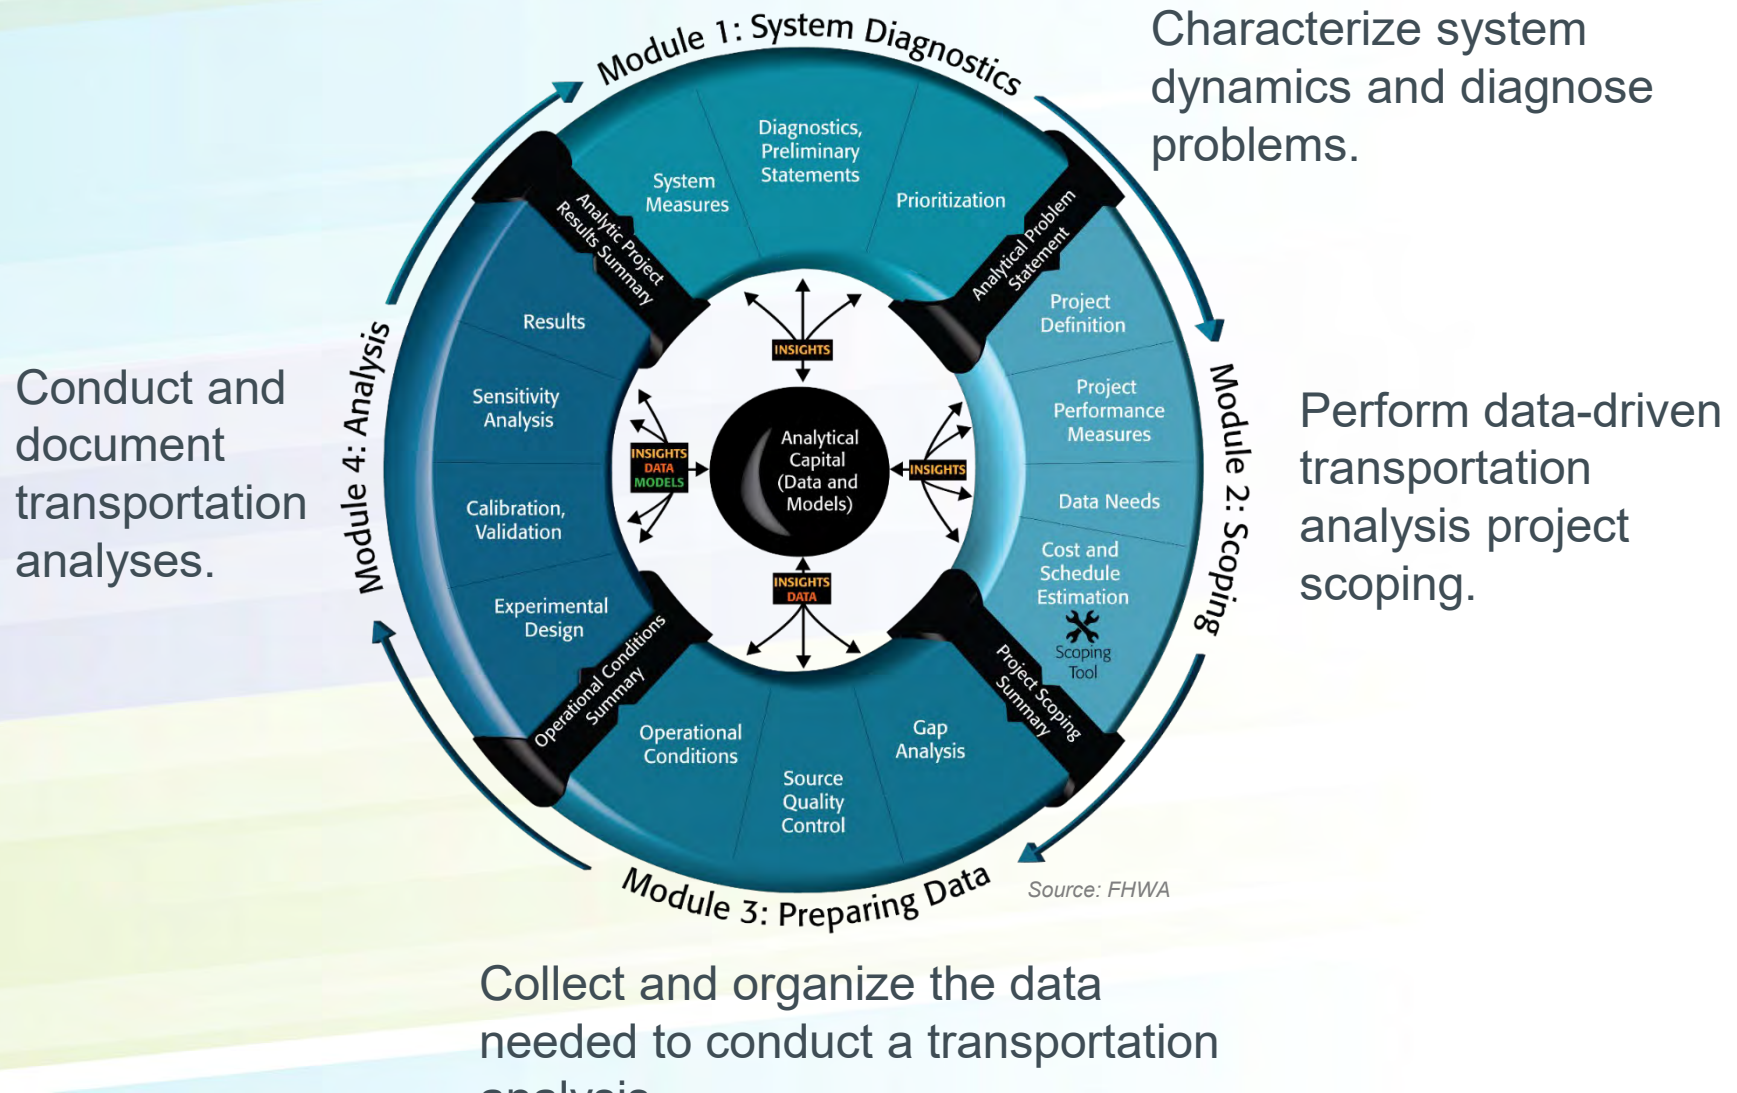 Module 1: System Diagnostics
Characterize system
dynamics and diagnose
problems.
Diagnostics,
Preliminary
Statements
System
Measures
Prioritization
Analytic Project
Results Summary
Analytical Problem
Statement
Project
Definition
Project
Performance
Measures
Data Needs
Cost and
Schedule
Estimation
Scoping
Tool
Module 2: Scoping
Perform data-driven
transportation
analysis project
scoping.
Results
Sensitivity
Analysis
Calibration,
Validation
Experimental
Design
Module 4: Analysis
Conduct and
document
transportation
analyses.
INSIGHTS
INSIGHTS
DATA
MODELS
Analytical
Capital
(Data and
Models)
INSIGHTS
INSIGHTS
DATA
Operational Conditions
Summary
Project Scoping
Summary
Operational
Conditions
Source
Quality
Control
Gap
Analysis
Module 3: Preparing Data
Source: FHWA
Collect and organize the data
needed to conduct a transportation
analysis